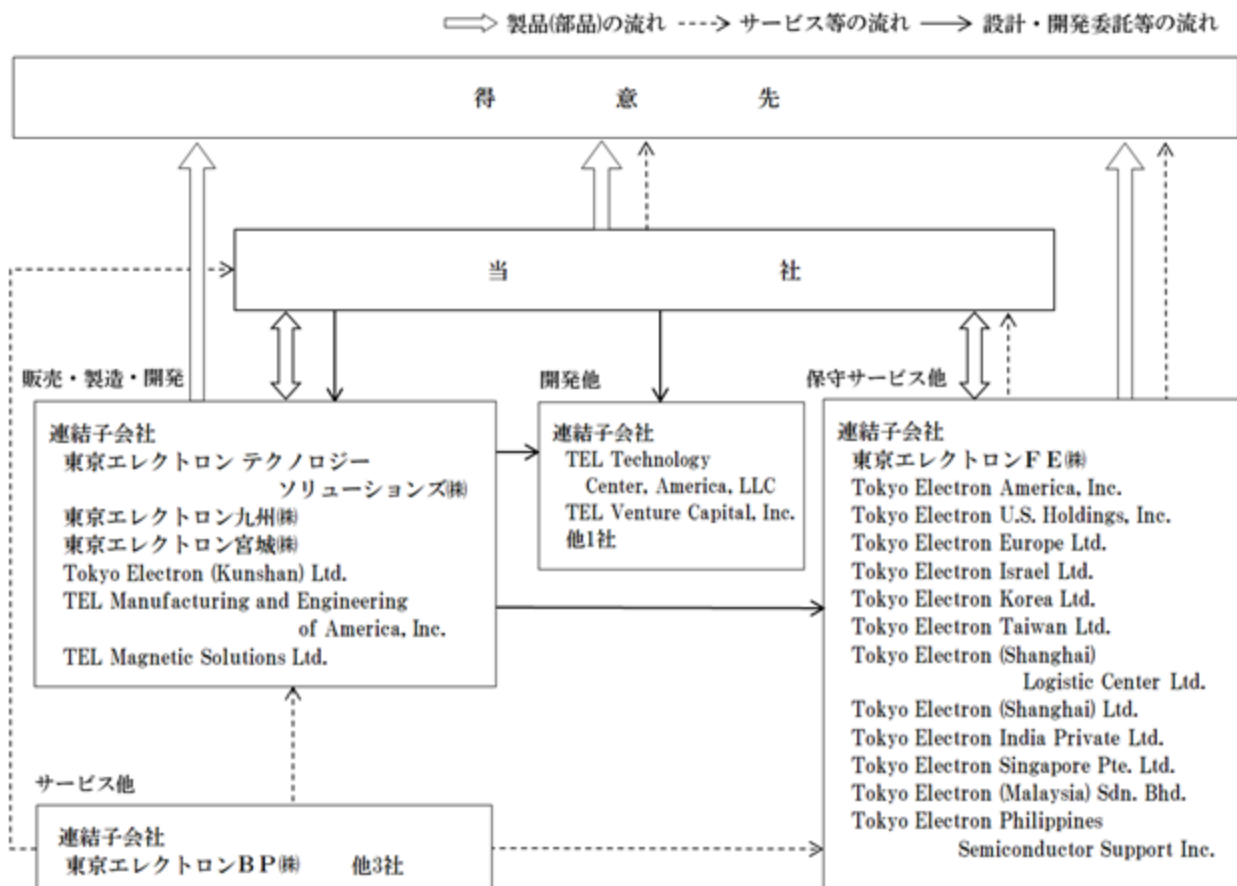 製品(部品)の流れ サービス等の流れ 設計・開発委託等の流れ
得意先
当社
販売・製造・開発
連結子会社
東京エレクトロン テクノロジー
ソリューションズ㈱
東京エレクトロン九州㈱
東京エレクトロン宮城㈱
Tokyo Electron (Kunshan) Ltd.
TEL Manufacturing and Engineering
of America, Inc.
TEL Magnetic Solutions Ltd.
開発他
連結子会社
TEL Technology
Center, America, LLC
TEL Venture Capital, Inc.
他1社
保守サービス他
連結子会社
東京エレクトロンFE㈱
Tokyo Electron America, Inc.
Tokyo Electron U.S. Holdings, Inc.
Tokyo Electron Europe Ltd.
Tokyo Electron Israel Ltd.
Tokyo Electron Korea Ltd.
Tokyo Electron Taiwan Ltd.
Tokyo Electron (Shanghai)
Logistic Center Ltd.
Tokyo Electron (Shanghai) Ltd.
Tokyo Electron India Private Ltd.
Tokyo Electron Singapore Pte. Ltd.
Tokyo Electron (Malaysia) Sdn. Bhd.
Tokyo Electron Philippines
Semiconductor Support Inc.
サービス他
連結子会社
東京エレクトロンBP㈱ 他3社